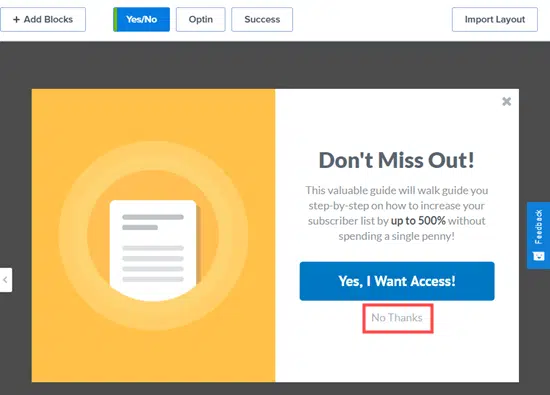 + Add Blocks
Yes/No
Optin
Success
Import Layout
Don't Miss Out!
This valuable guide will walk guide you
step-by-step on how to increase your
subscriber list by up to 500% without
spending a single penny!
Yes, I Want Access!
No Thanks
Feedback